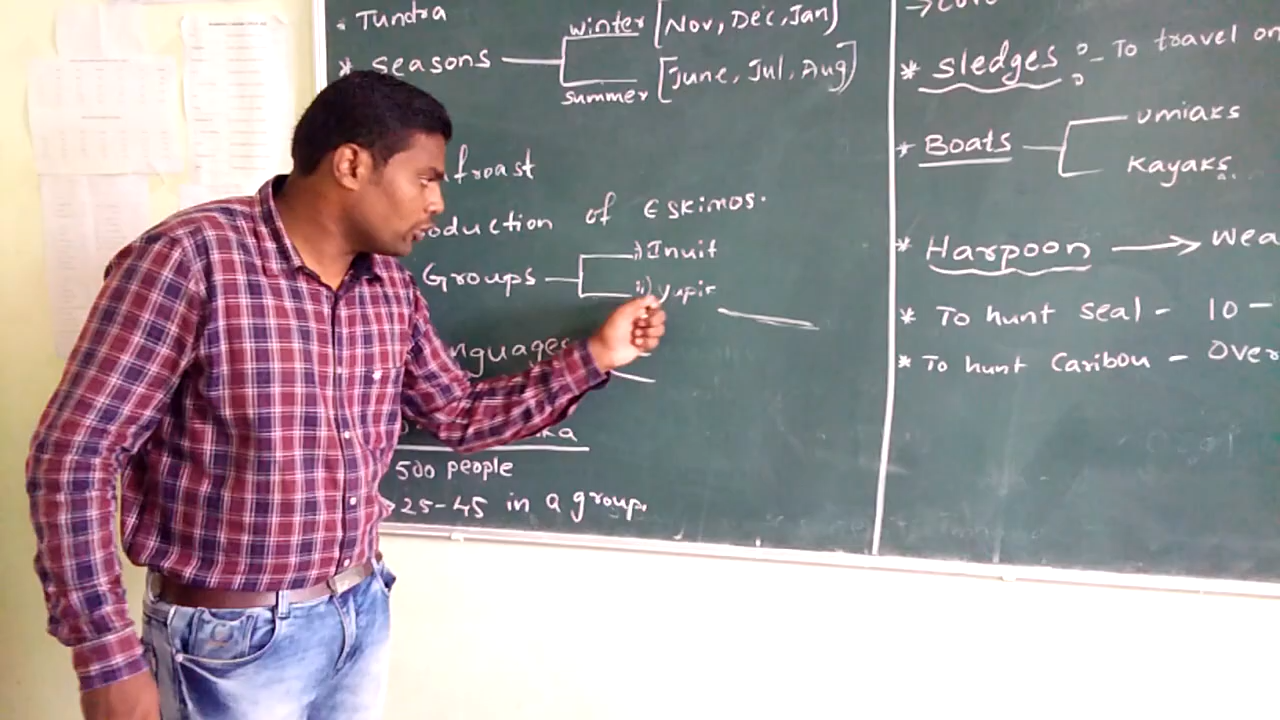 * Tundra
* Seasons
winter [Nov, Dec, Jan]
summer [June, Jul, Aug]
froast
oduction of Eskimos.
Groups
i) Inuit
ii) Yupik
nguages
500 people
25-45 in a group.
* Sledges :- To travel on
* Boats
Umiaks
Kayaks
* Harpoon → Wea
* To hunt seal - 10 -
* To hunt Caribou - Over